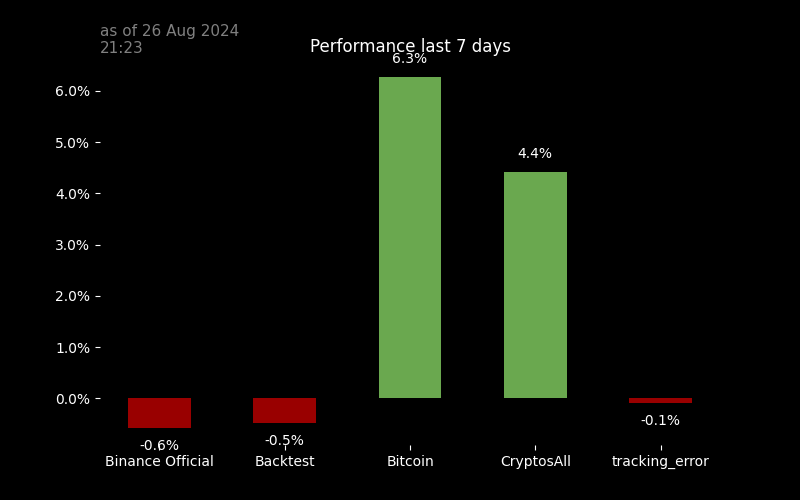 as of 26 Aug 2024
21:23
Performance last 7 days
6.3%
6.0%
5.0%
4.4%
4.0%
3.0%
2.0%
1.0%
0.0%
-0.6%
-0.5%
-0.1%
Binance Official
Backtest
Bitcoin
CryptosAll
tracking_error